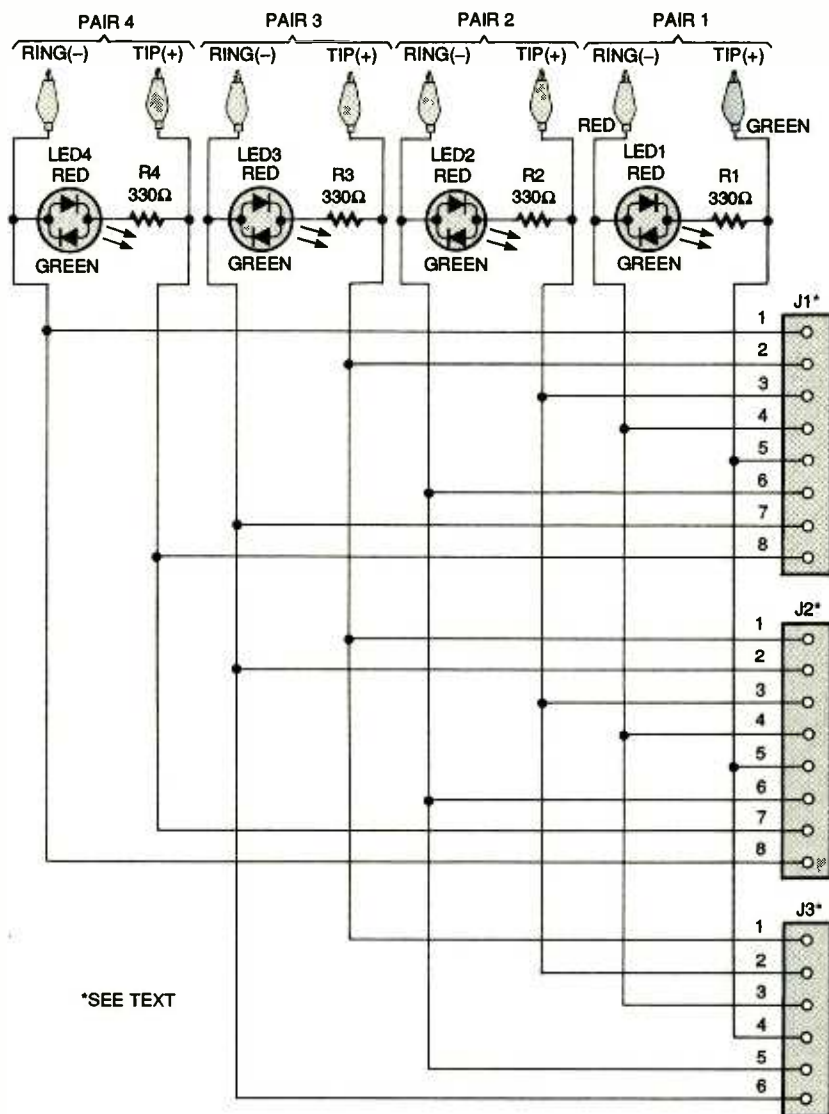 PAIR 4 PAIR 3 PAIR 2 PAIR 1
RING(–) TIP(+) RING(–) TIP(+) RING(–) TIP(+) RING(–) TIP(+)
RED GREEN
LED4 RED R4 330Ω LED3 RED R3 330Ω LED2 RED R2 330Ω LED1 RED R1 330Ω
GREEN GREEN GREEN GREEN
J1*
1
2
3
4
5
6
7
8
J2*
1
2
3
4
5
6
7
8
J3*
1
2
3
4
5
6
*SEE TEXT